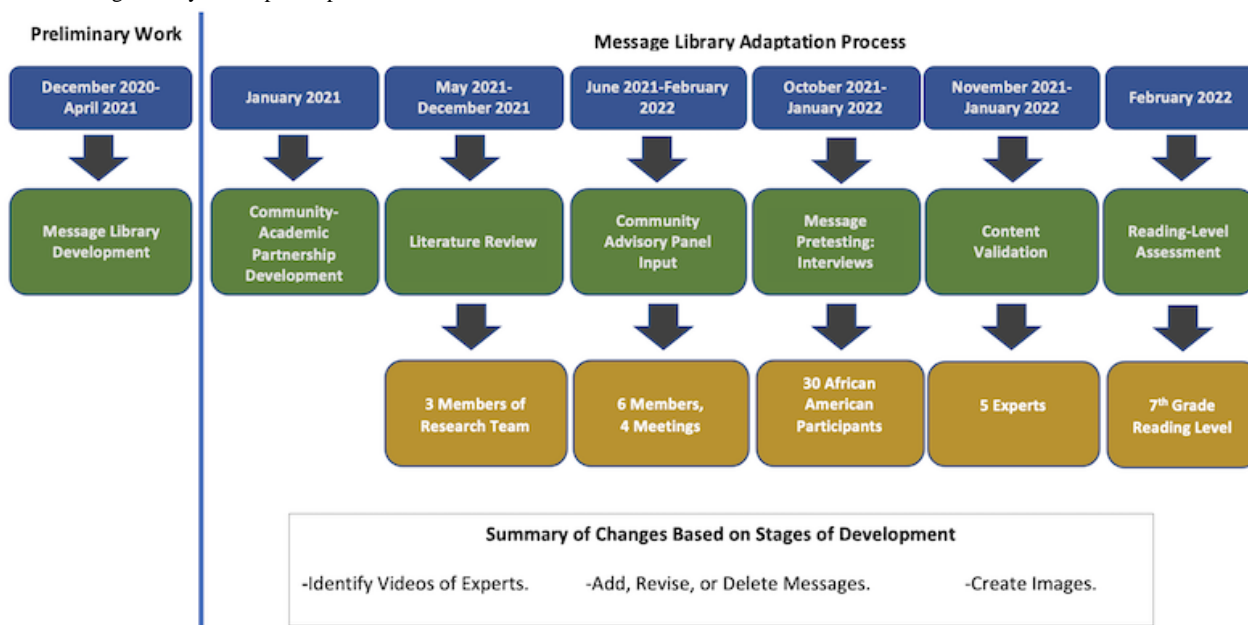 Preliminary Work
Message Library Adaptation Process
December 2020-
April 2021
January 2021
May 2021-
December 2021
June 2021-February
2022
October 2021-
January 2022
November 2021-
January 2022
February 2022
Message Library
Development
Community-
Academic
Partnership
Development
Literature Review
Community
Advisory Panel
Input
Message
Pretesting:
Interviews
Content
Validation
Reading-Level
Assessment
3 Members of
Research Team
6 Members,
4 Meetings
30 African
American
Participants
5 Experts
7th Grade
Reading Level
Summary of Changes Based on Stages of Development
-Identify Videos of Experts. -Add, Revise, or Delete Messages. -Create Images.